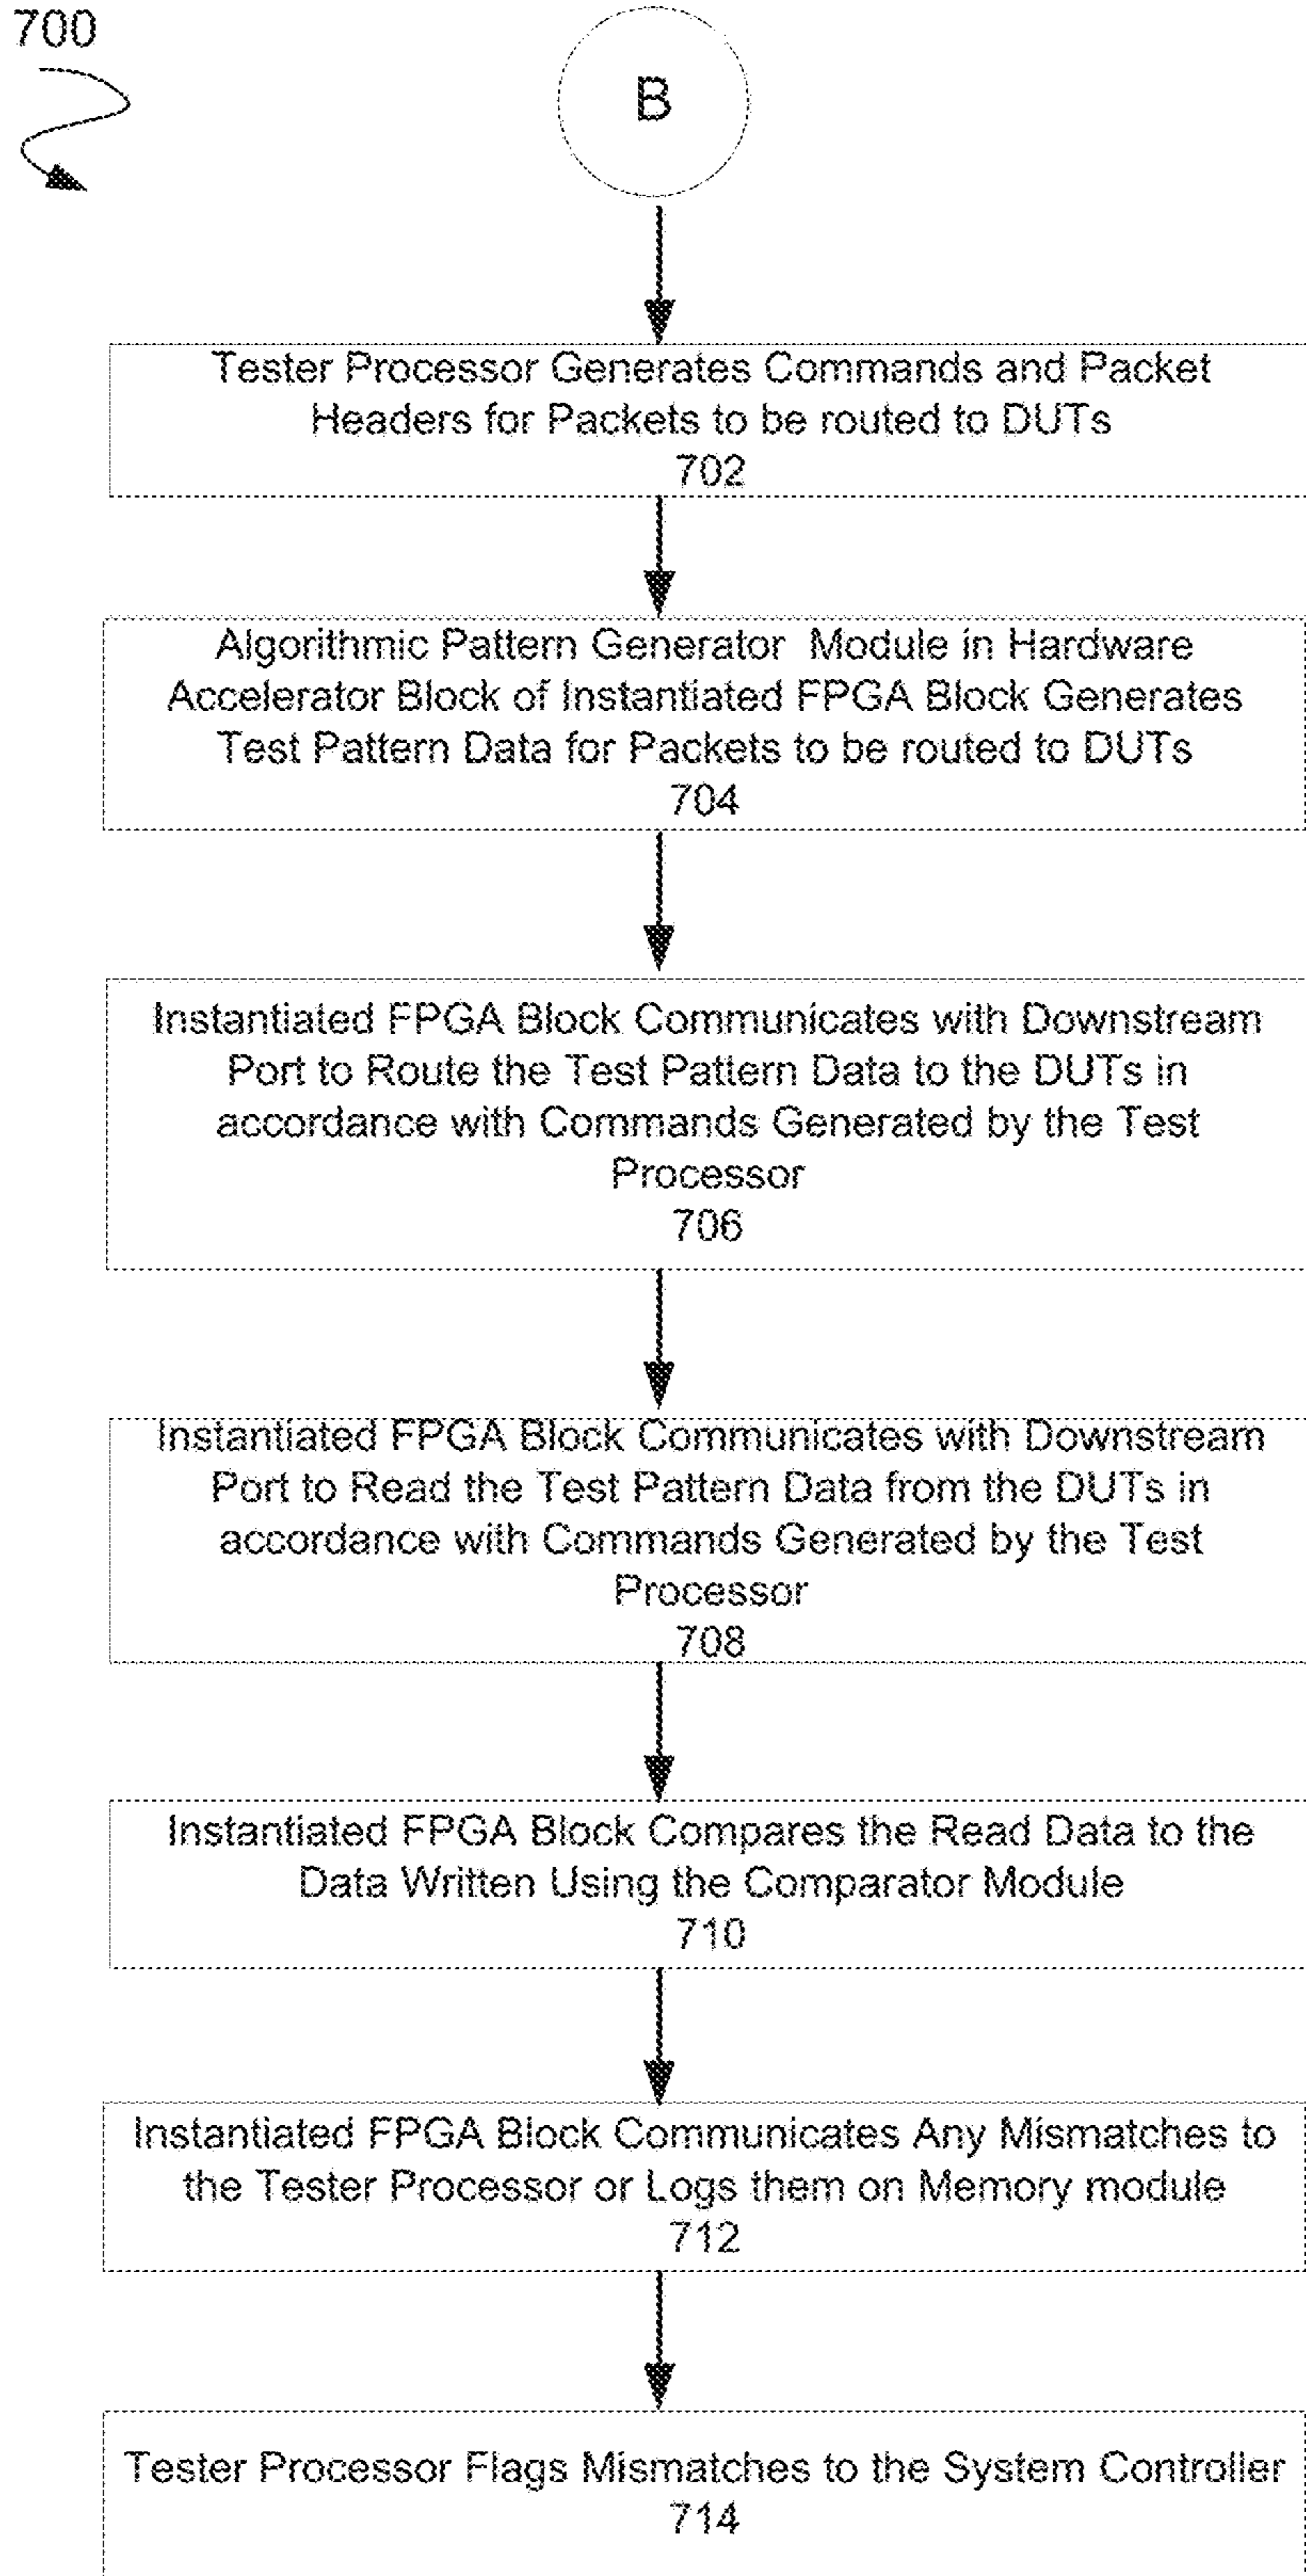 700
B
Tester Processor Generates Commands and Packet
Headers for Packets to be routed to DUTs
702
Algorithmic Pattern Generator Module in Hardware
Accelerator Block of Instantiated FPGA Block Generates
Test Pattern Data for Packets to be routed to DUTs
704
Instantiated FPGA Block Communicates with Downstream
Port to Route the Test Pattern Data to the DUTs in
accordance with Commands Generated by the Test
Processor
706
Instantiated FPGA Block Communicates with Downstream
Port to Read the Test Pattern Data from the DUTs in
accordance with Commands Generated by the Test
Processor
708
Instantiated FPGA Block Compares the Read Data to the
Data Written Using the Comparator Module
710
Instantiated FPGA Block Communicates Any Mismatches to
the Tester Processor or Logs them on Memory module
712
Tester Processor Flags Mismatches to the System Controller
714